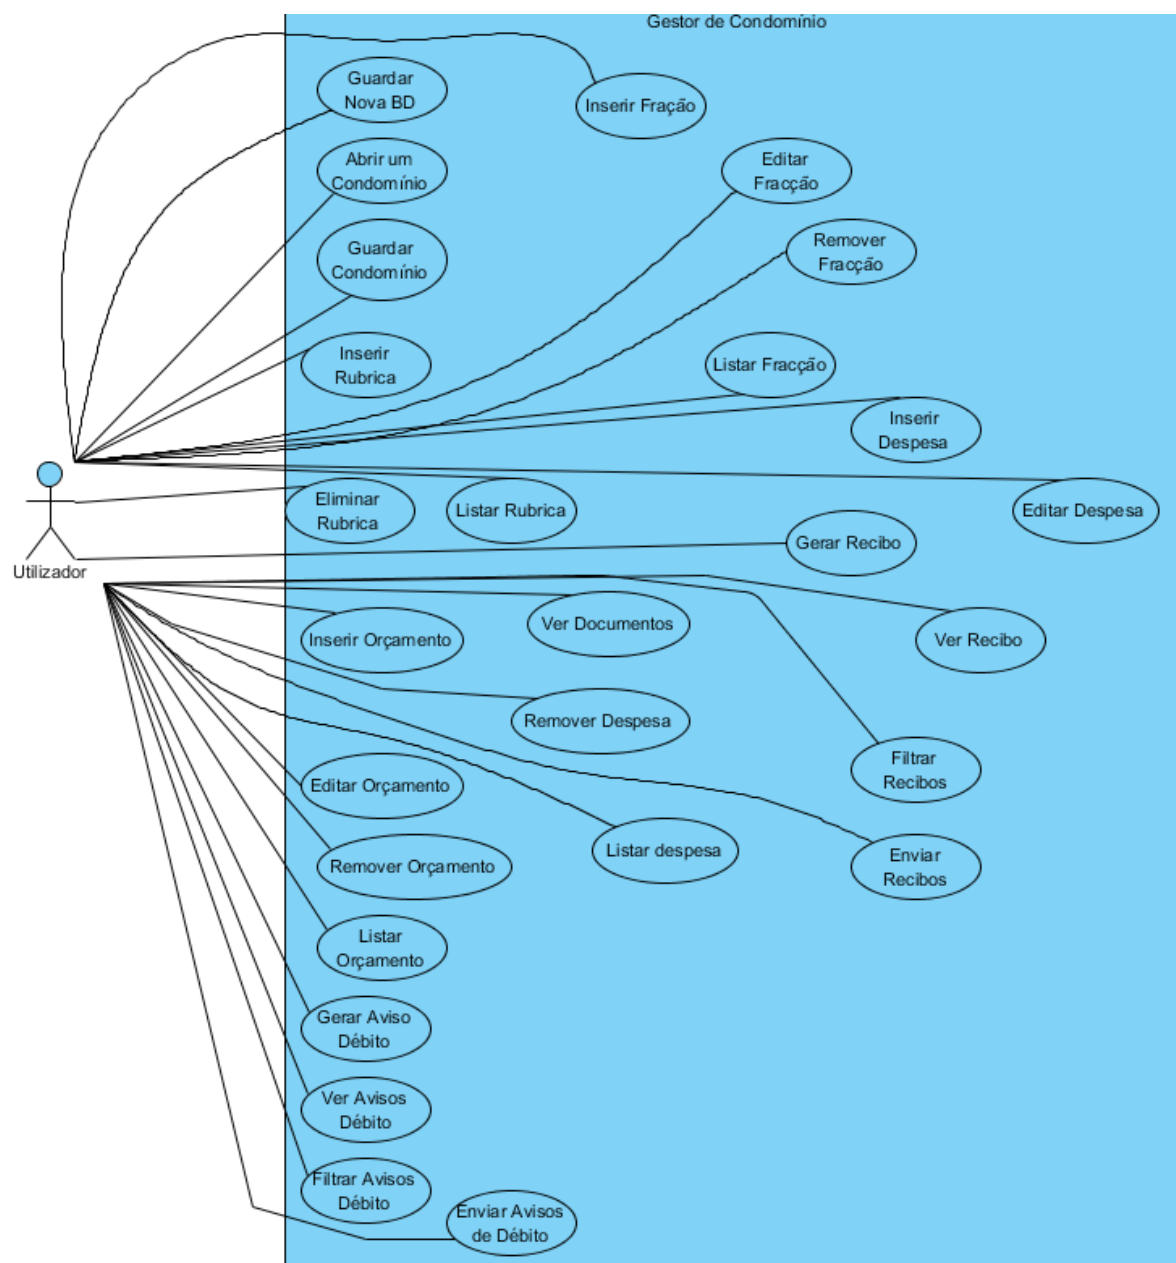 Gestor de Condomínio
Guardar
Nova BD
Inserir Fração
Abrir um
Condomínio
Editar
Fracção
Guardar
Condomínio
Remover
Fracção
Inserir
Rubrica
Listar Fracção
Inserir
Despesa
Eliminar
Rubrica
Listar Rubrica
Editar Despesa
Gerar Recibo
Utilizador
Inserir Orçamento
Ver Documentos
Ver Recibo
Remover Despesa
Editar Orçamento
Filtrar
Recibos
Remover Orçamento
Listar despesa
Enviar
Recibos
Listar
Orçamento
Gerar Aviso
Débito
Ver Avisos
Débito
Filtrar Avisos
Débito
Enviar Avisos
de Débito